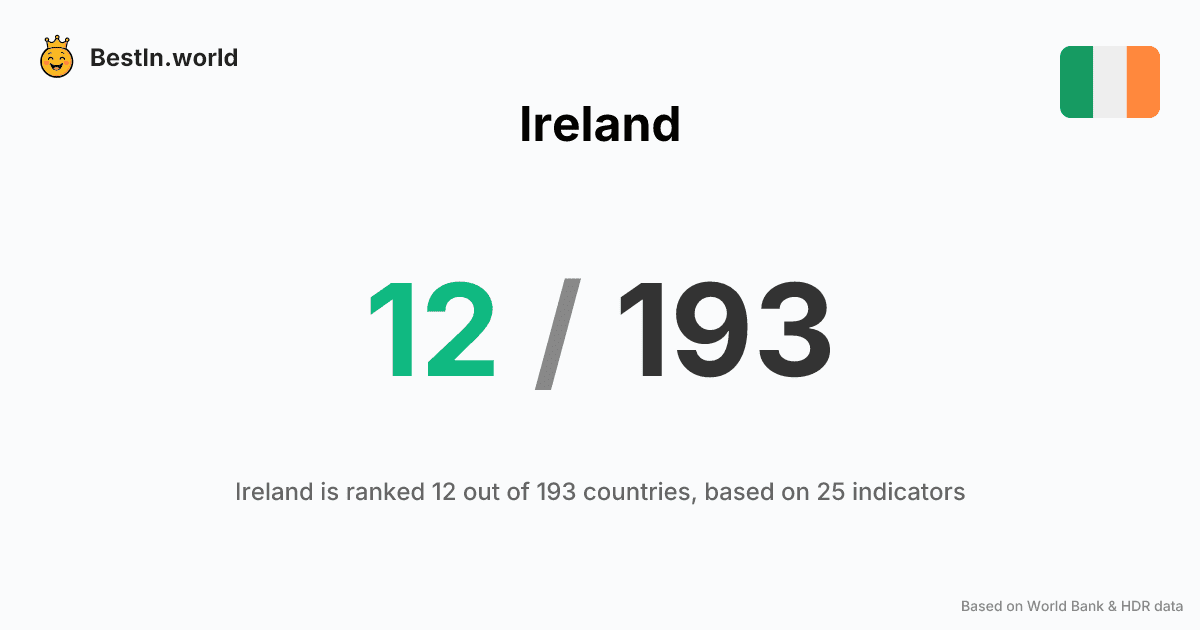 BestIn.world
Ireland
12 / 193
Ireland is ranked 12 out of 193 countries, based on 25 indicators
Based on World Bank & HDR data